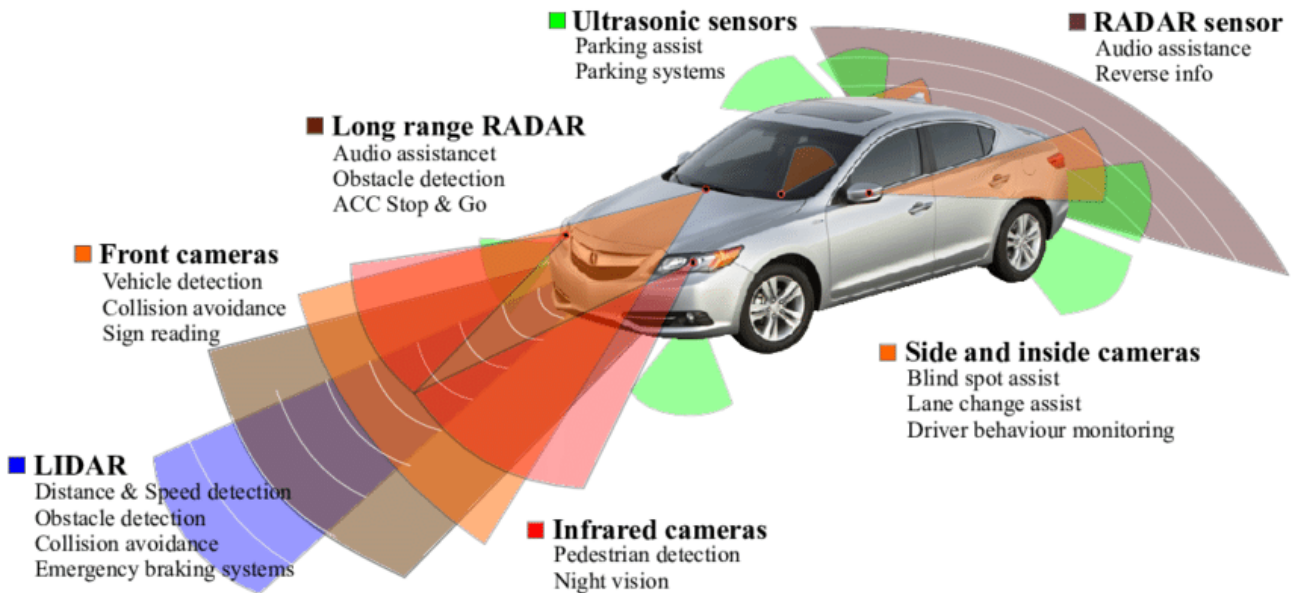 Ultrasonic sensors
Parking assist
Parking systems
RADAR sensor
Audio assistance
Reverse info
Long range RADAR
Audio assistancet
Obstacle detection
ACC Stop & Go
Front cameras
Vehicle detection
Collision avoidance
Sign reading
Side and inside cameras
Blind spot assist
Lane change assist
Driver behaviour monitoring
LIDAR
Distance & Speed detection
Obstacle detection
Collision avoidance
Emergency braking systems
Infrared cameras
Pedestrian detection
Night vision